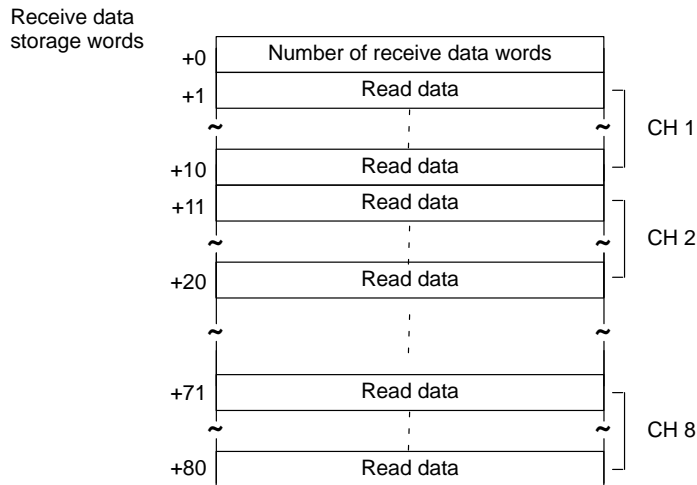 Receive data
storage words
+0 Number of receive data words
+1 Read data
CH 1
+10 Read data
+11 Read data
CH 2
+20 Read data
+71 Read data
CH 8
+80 Read data